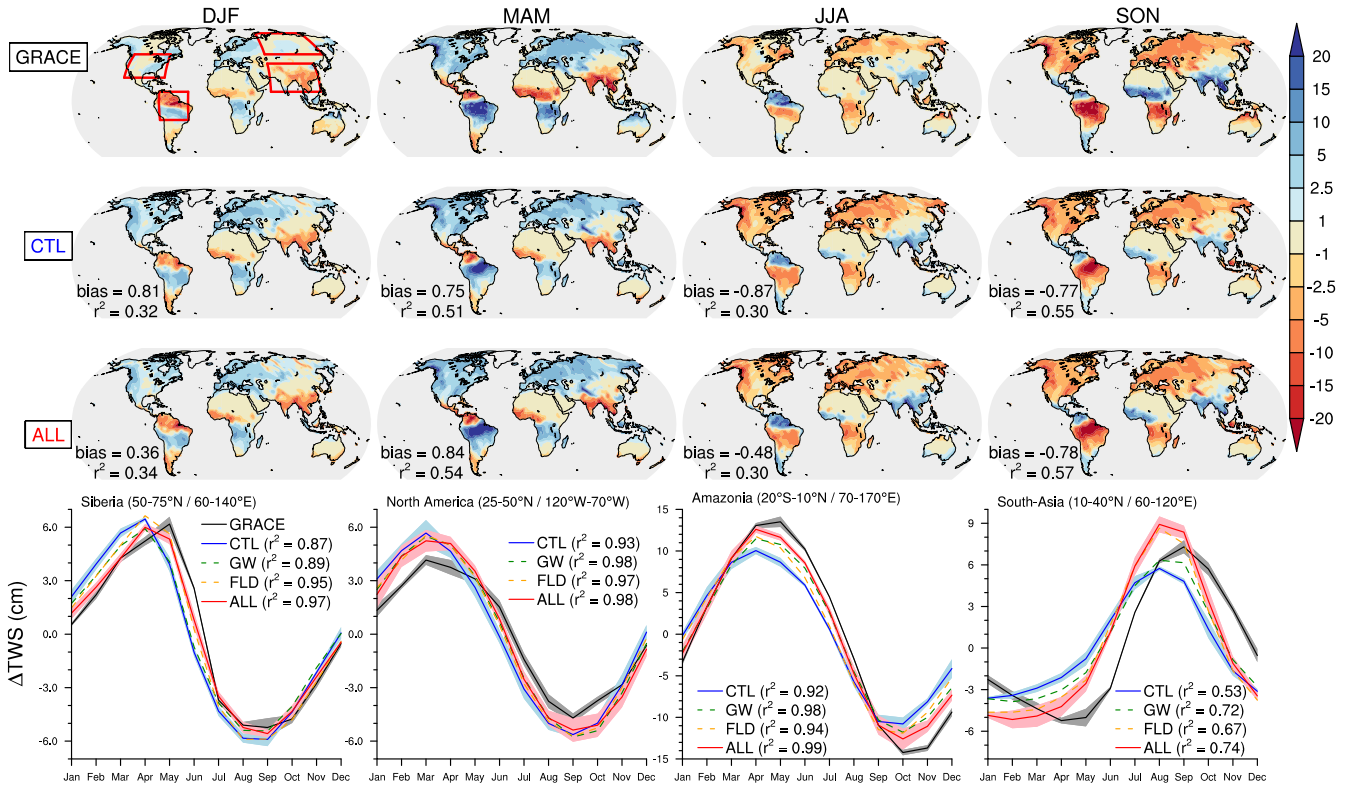 DJF MAM JJA SON
GRACE
20
15
10
5
2.5
1
-1
-2.5
-5
-10
-15
-20
CTL
bias = 0.81
r² = 0.32
bias = 0.75
r² = 0.51
bias = -0.87
r² = 0.30
bias = -0.77
r² = 0.55
ALL
bias = 0.36
r² = 0.34
bias = 0.84
r² = 0.54
bias = -0.48
r² = 0.30
bias = -0.78
r² = 0.57
ΔTWS (cm)
Siberia (50-75°N / 60-140°E)
6.0
3.0
0.0
-3.0
-6.0
GRACE
CTL (r² = 0.87)
GW (r² = 0.89)
FLD (r² = 0.95)
ALL (r² = 0.97)
Jan Feb Mar Apr May Jun Jul Aug Sep Oct Nov Dec
North America (25-50°N / 120°W-70°W)
6.0
3.0
0.0
-3.0
-6.0
CTL (r² = 0.93)
GW (r² = 0.98)
FLD (r² = 0.97)
ALL (r² = 0.98)
Jan Feb Mar Apr May Jun Jul Aug Sep Oct Nov Dec
Amazonia (20°S-10°N / 70-170°E)
15
10
5
0
-5
-10
-15
CTL (r² = 0.92)
GW (r² = 0.98)
FLD (r² = 0.94)
ALL (r² = 0.99)
Jan Feb Mar Apr May Jun Jul Aug Sep Oct Nov Dec
South-Asia (10-40°N / 60-120°E)
9
6
3
0
-3
-6
CTL (r² = 0.53)
GW (r² = 0.72)
FLD (r² = 0.67)
ALL (r² = 0.74)
Jan Feb Mar Apr May Jun Jul Aug Sep Oct Nov Dec